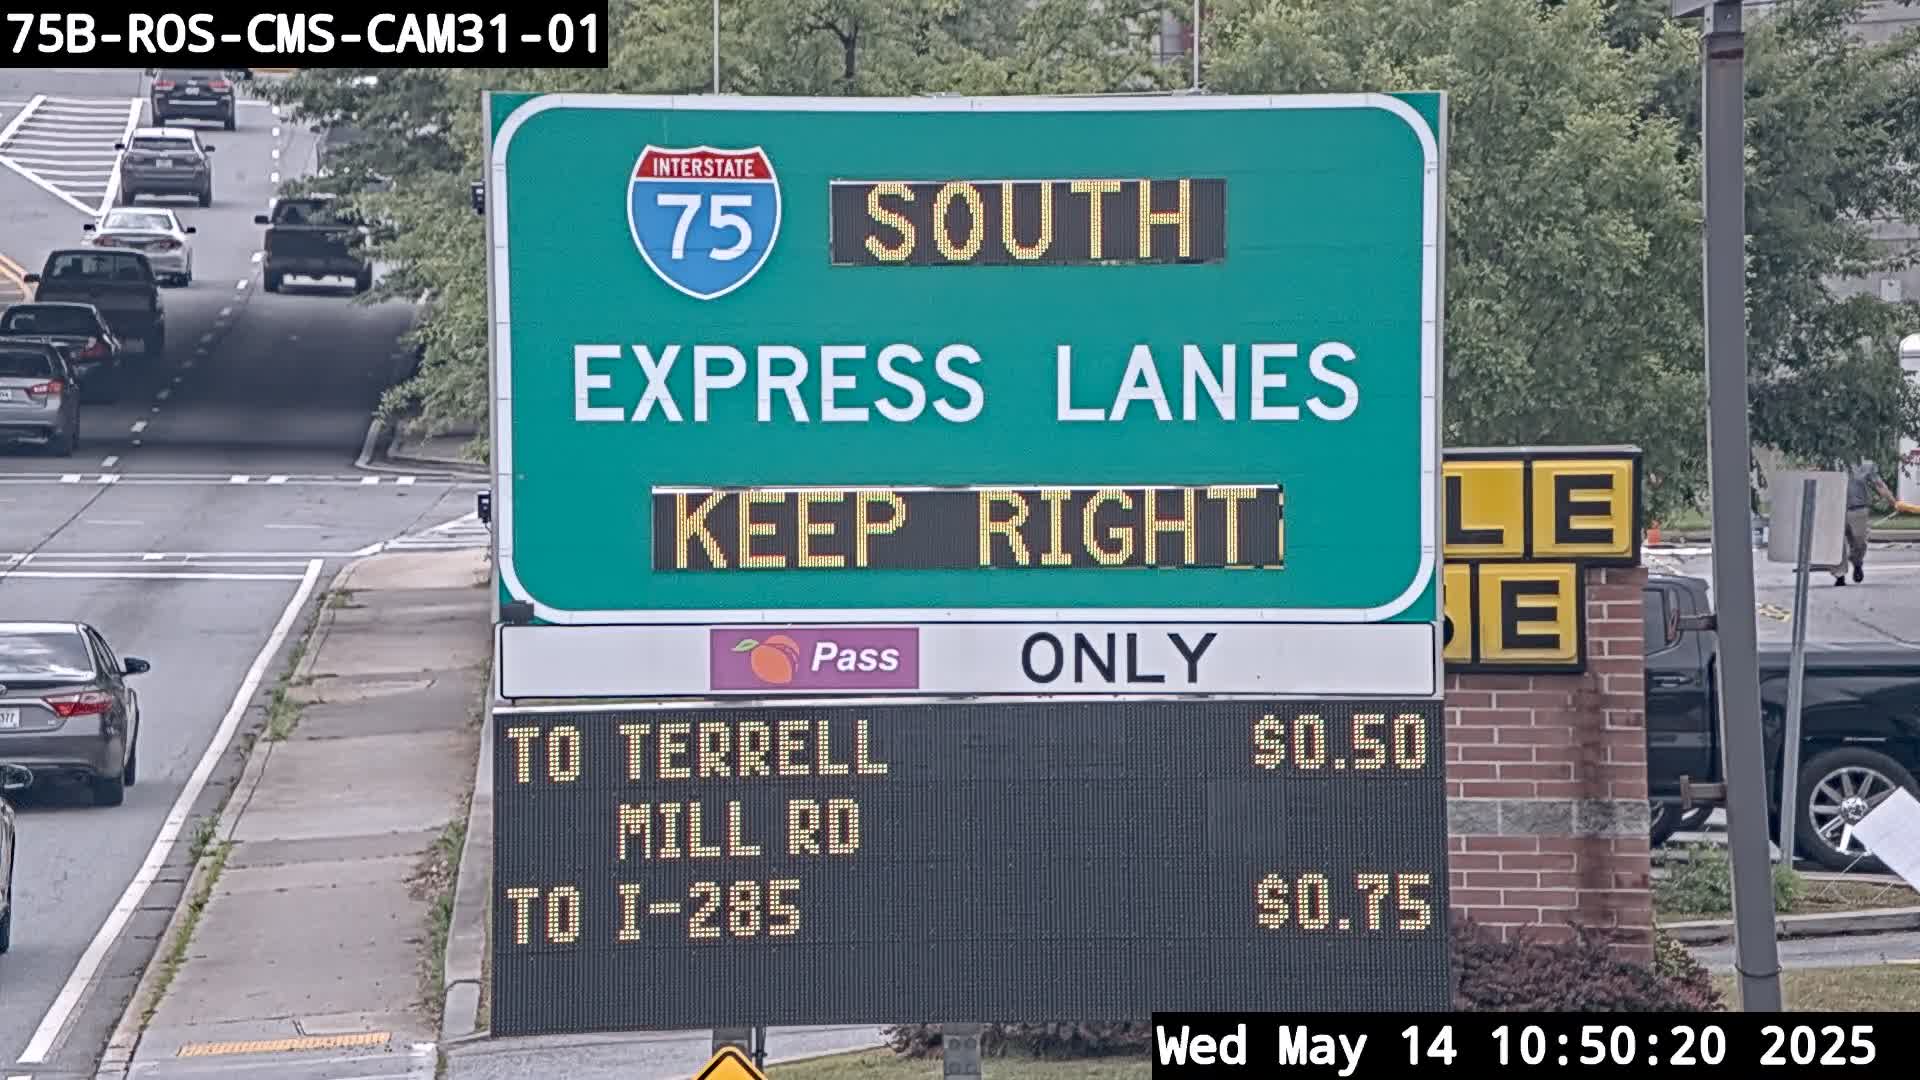 75B-ROS-CMS-CAM31-01
INTERSTATE
75
SOUTH
EXPRESS LANES
KEEP RIGHT
LE
E
Pass ONLY
TO TERRELL $0.50
MILL RD
TO I-285 $0.75
Wed May 14 10:50:20 2025